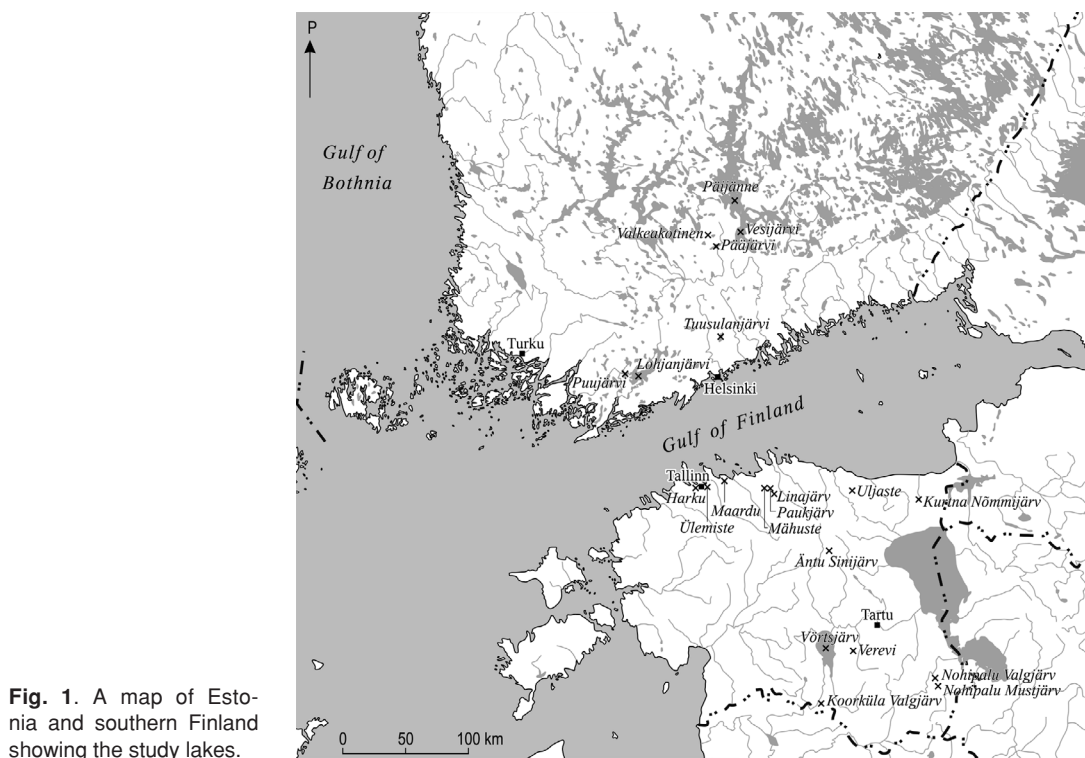 P
Gulf of
Bothnia
Päijänne
Valkeakotinen
Vesijärvi
Pääjärvi
Tuusulanjärvi
Turku
Lohjanjärvi
Puujärvi
Helsinki
Gulf of Finland
Tallinn
Harku
Ülemiste
Maardu
Linajärv
Paukjärv
Mähuste
Uljaste
Kurtna Nõmmijärv
Äntu Sinijärv
Tartu
Võrtsjärv
Verevi
Nohipalu Valgjärv
Nohipalu Mustjärv
Koorküla Valgjärv
0 50 100 km
Fig. 1. A map of Esto-
nia and southern Finland
showing the study lakes.